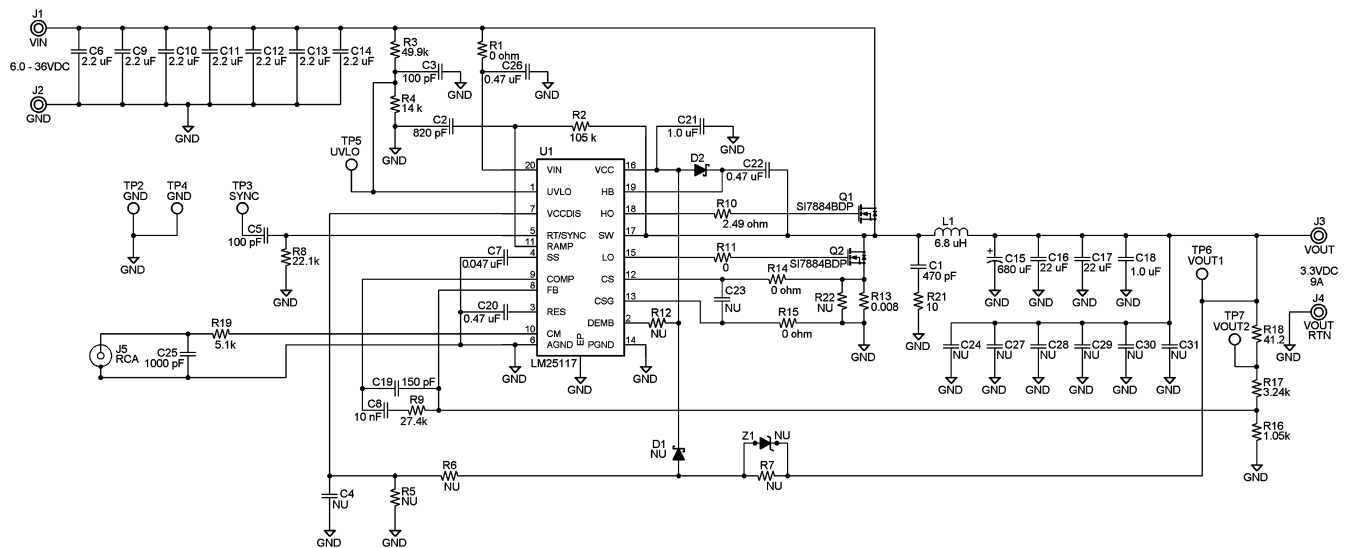 J1
VIN
6.0 - 36VDC
J2
GND
C6
2.2 uF
C9
2.2 uF
C10
2.2 uF
C11
2.2 uF
C12
2.2 uF
C13
2.2 uF
C14
2.2 uF
GND
R3
49.9k
C3
100 pF
GND
R4
14 k
GND
C2
820 pF
R1
0 ohm
C26
0.47 uF
GND
R2
105 k
C21
1.0 uF
GND
D2
C22
0.47 uF
TP5
UVLO
TP2
GND
TP4
GND
GND
TP3
SYNC
C5
100 pF
R8
22.1k
GND
U1
20 VIN
1 UVLO
7 VCCDIS
5 RT/SYNC
11 RAMP
4 SS
9 COMP
8 FB
3 RES
10 CM
6 AGND
EP
VCC 16
HB 19
HO 18
SW 17
LO 15
CS 12
CSG 13
DEMB 2
PGND 14
LM25117
GND
GND
GND
C7
0.047 uF
C20
0.47 uF
R19
5.1k
J5
RCA
C25
1000 pF
C19 150 pF
C8
10 nF
R9
27.4k
R10
2.49 ohm
Q1
SI7884BDP
R11
0
Q2
SI7884BDP
R14
0 ohm
C23
NU
R22
NU
R13
0.008
R15
0 ohm
R12
NU
GND
L1
6.8 uH
C1
470 pF
R21
10
GND
+
C15
680 uF
GND
C16
22 uF
GND
C17
22 uF
GND
C18
1.0 uF
GND
C24
NU
GND
C27
NU
GND
C28
NU
GND
C29
NU
GND
C30
NU
GND
C31
NU
GND
TP6
VOUT1
J3
VOUT
3.3VDC
9A
J4
VOUT
RTN
GND
TP7
VOUT2
R18
41.2
R17
3.24k
R16
1.05k
GND
D1
NU
Z1 NU
R7
NU
R6
NU
C4
NU
GND
R5
NU
GND